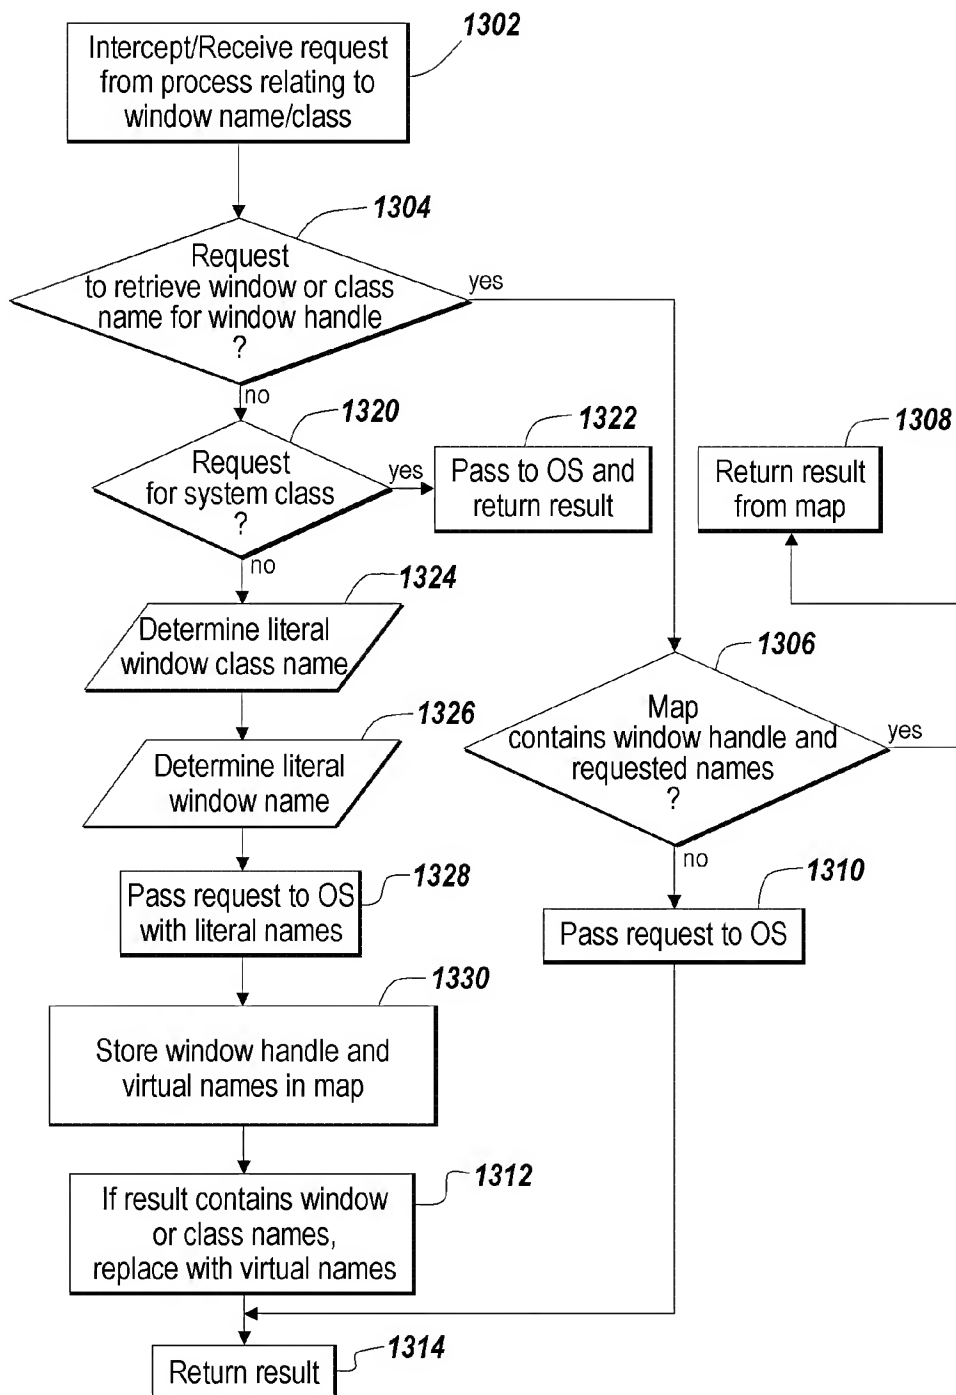 1302
Intercept/Receive request
from process relating to
window name/class
1304
Request
to retrieve window or class
name for window handle
?
yes
no
1320
Request
for system class
?
yes
no
1322
Pass to OS and
return result
1308
Return result
from map
1324
Determine literal
window class name
1306
Map
contains window handle and
requested names
?
yes
no
1326
Determine literal
window name
1328
Pass request to OS
with literal names
1310
Pass request to OS
1330
Store window handle and
virtual names in map
1312
If result contains window
or class names,
replace with virtual names
1314
Return result